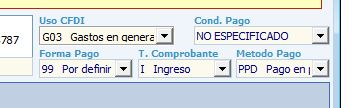 Uso CFDI Cond. Pago
4787 G03 Gastos en genera NO ESPECIFICADO
Forma Pago T. Comprobante Metodo Pago
99 Por definir I Ingreso PPD Pago en